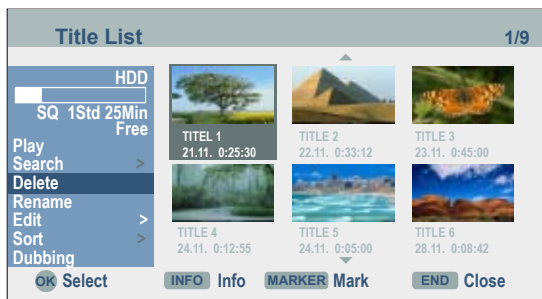 Title List 1/9
HDD
SQ 1Std 25Min
Free
Play
Search >
Delete
Rename
Edit >
Sort >
Dubbing
TITEL 1
21.11. 0:25:30
TITLE 2
22.11. 0:33:12
TITLE 3
23.11. 0:45:00
TITLE 4
24.11. 0:12:55
TITLE 5
24.11. 0:05:00
TITLE 6
28.11. 0:08:42
OK Select INFO Info MARKER Mark END Close